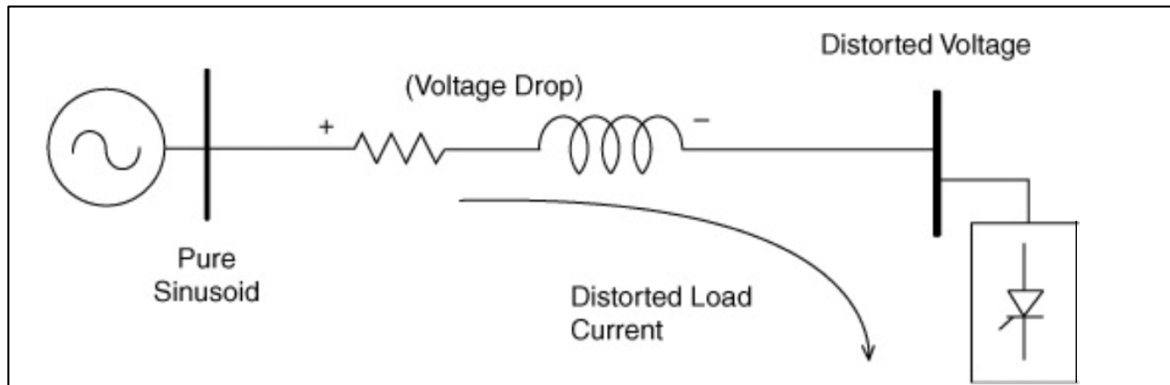 Distorted Voltage
(Voltage Drop)
+
–
Pure
Sinusoid
Distorted Load
Current